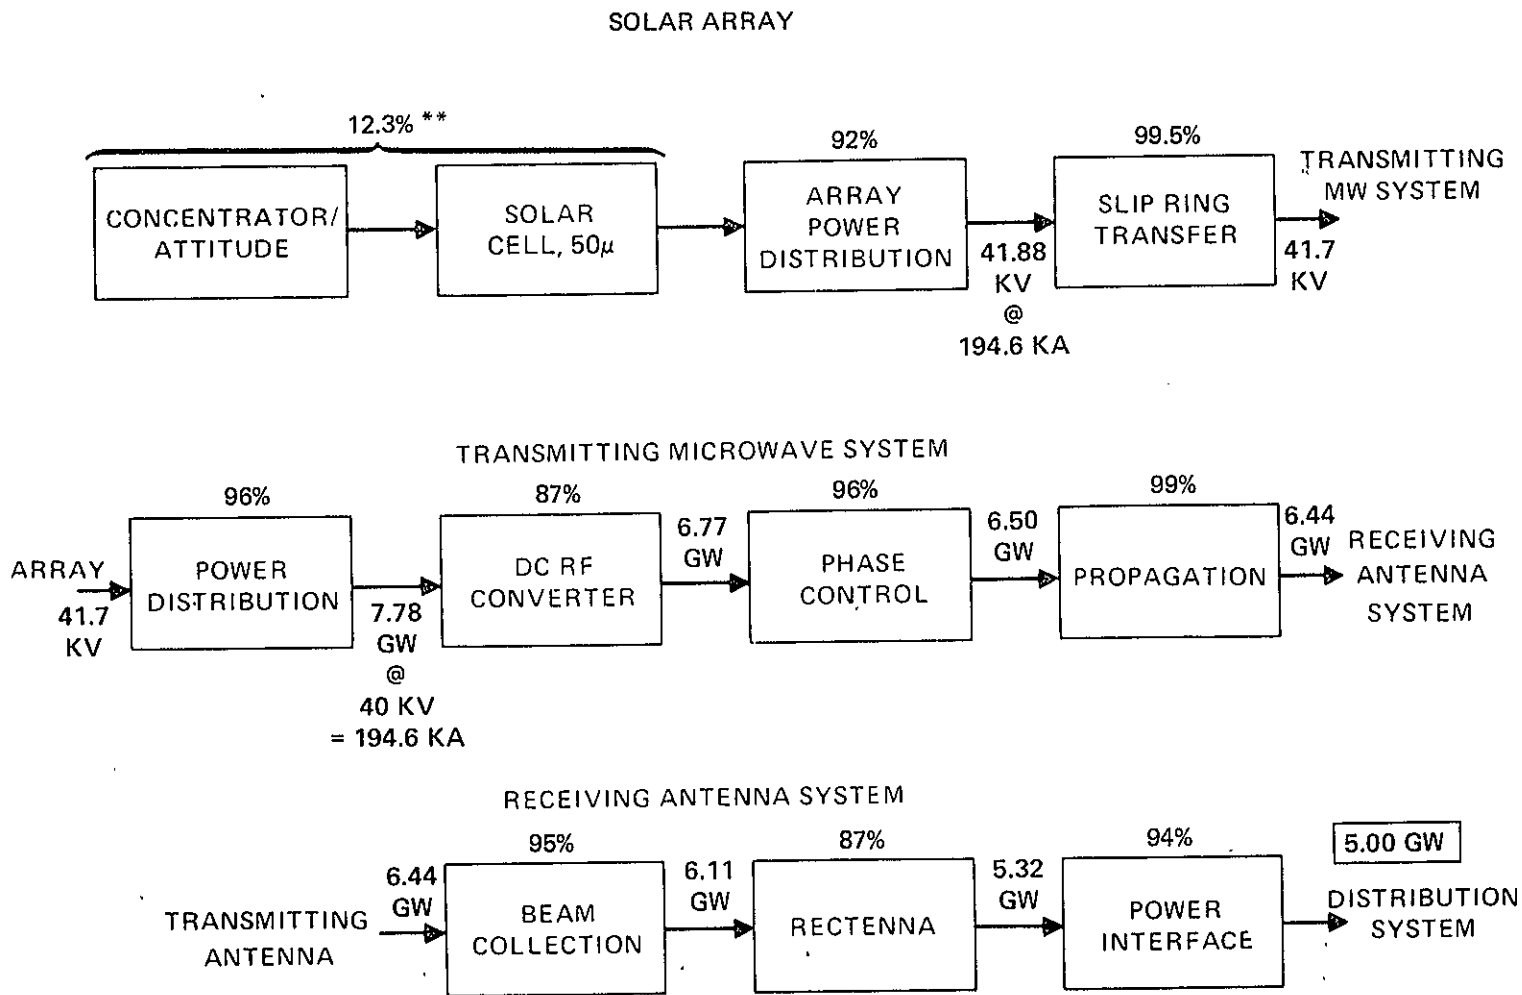 SOLAR ARRAY
12.3% **
92%
99.5%
CONCENTRATOR/
ATTITUDE
SOLAR
CELL, 50μ
ARRAY
POWER
DISTRIBUTION
41.88
KV
@
194.6 KA
SLIP RING
TRANSFER
41.7
KV
TRANSMITTING
MW SYSTEM
TRANSMITTING MICROWAVE SYSTEM
96%
87%
96%
99%
ARRAY
41.7
KV
POWER
DISTRIBUTION
7.78
GW
@
40 KV
= 194.6 KA
DC RF
CONVERTER
6.77
GW
PHASE
CONTROL
6.50
GW
PROPAGATION
6.44
GW
RECEIVING
ANTENNA
SYSTEM
RECEIVING ANTENNA SYSTEM
95%
87%
94%
TRANSMITTING
ANTENNA
6.44
GW
BEAM
COLLECTION
6.11
GW
RECTENNA
5.32
GW
POWER
INTERFACE
5.00 GW
DISTRIBUTION
SYSTEM